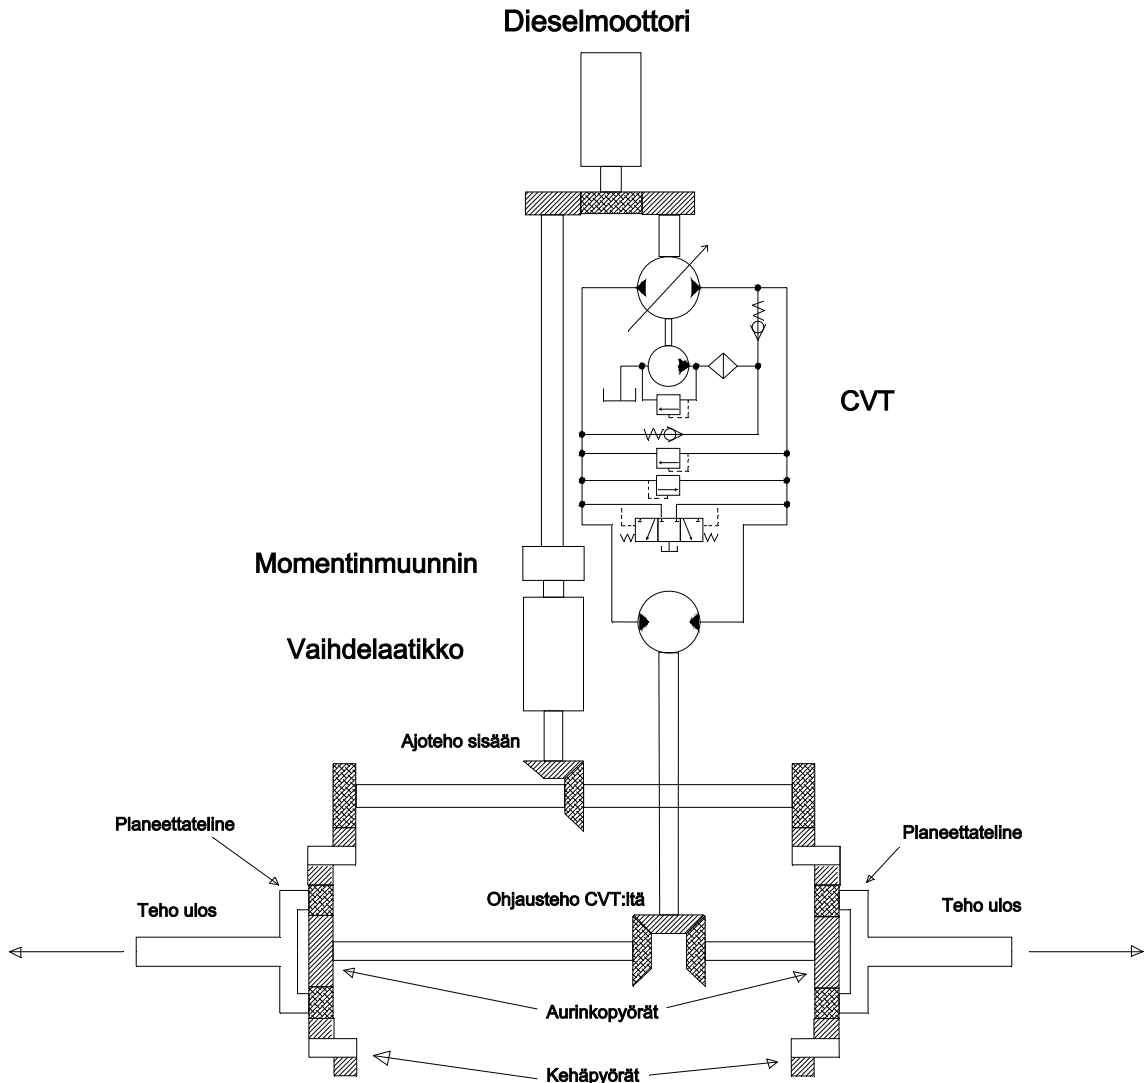 Dieselmoottori
CVT
Momentinmuunnin
Vaihdelaatikko
Ajoteho sisään
Planeettateline
Planeettateline
Ohjausteho CVT:ltä
Teho ulos
Teho ulos
Aurinkopyörät
Kehäpyörät